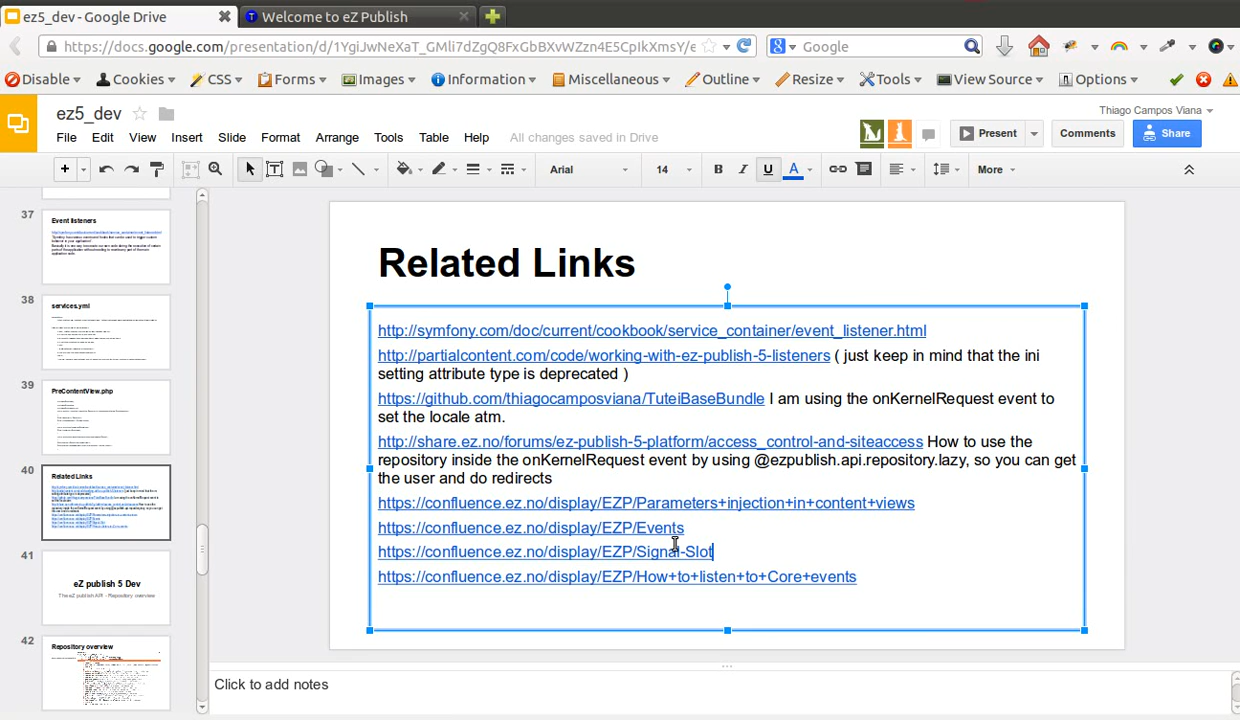 ez5_dev - Google Drive
Welcome to eZ Publish
https://docs.google.com/presentation/d/1YgiJwNeXaT_GMli7dZgQ8FxGbBXvWZzn4E5CpIkXmsY/e
Google
Disable Cookies CSS Forms Images Information Miscellaneous Outline Resize Tools View Source Options
ez5_dev
Thiago Campos Viana
File Edit View Insert Slide Format Arrange Tools Table Help All changes saved in Drive
Present Comments Share
Arial 14 B I U A More
37
Event listeners
38
services.yml
39
PreContentView.php
40
Related Links
41
eZ publish 5 Dev
The eZ publish API - Repository overview
42
Repository overview
Related Links
http://symfony.com/doc/current/cookbook/service_container/event_listener.html
http://partialcontent.com/code/working-with-ez-publish-5-listeners ( just keep in mind that the ini
setting attribute type is deprecated )
https://github.com/thiagocamposviana/TuteiBaseBundle I am using the onKernelRequest event to
set the locale atm.
http://share.ez.no/forums/ez-publish-5-platform/access_control-and-siteaccess How to use the
repository inside the onKernelRequest event by using @ezpublish.api.repository.lazy, so you can get
the user and do redirects
https://confluence.ez.no/display/EZP/Parameters+injection+in+content+views
https://confluence.ez.no/display/EZP/Events
https://confluence.ez.no/display/EZP/Signal-Slot
https://confluence.ez.no/display/EZP/How+to+listen+to+Core+events
Click to add notes